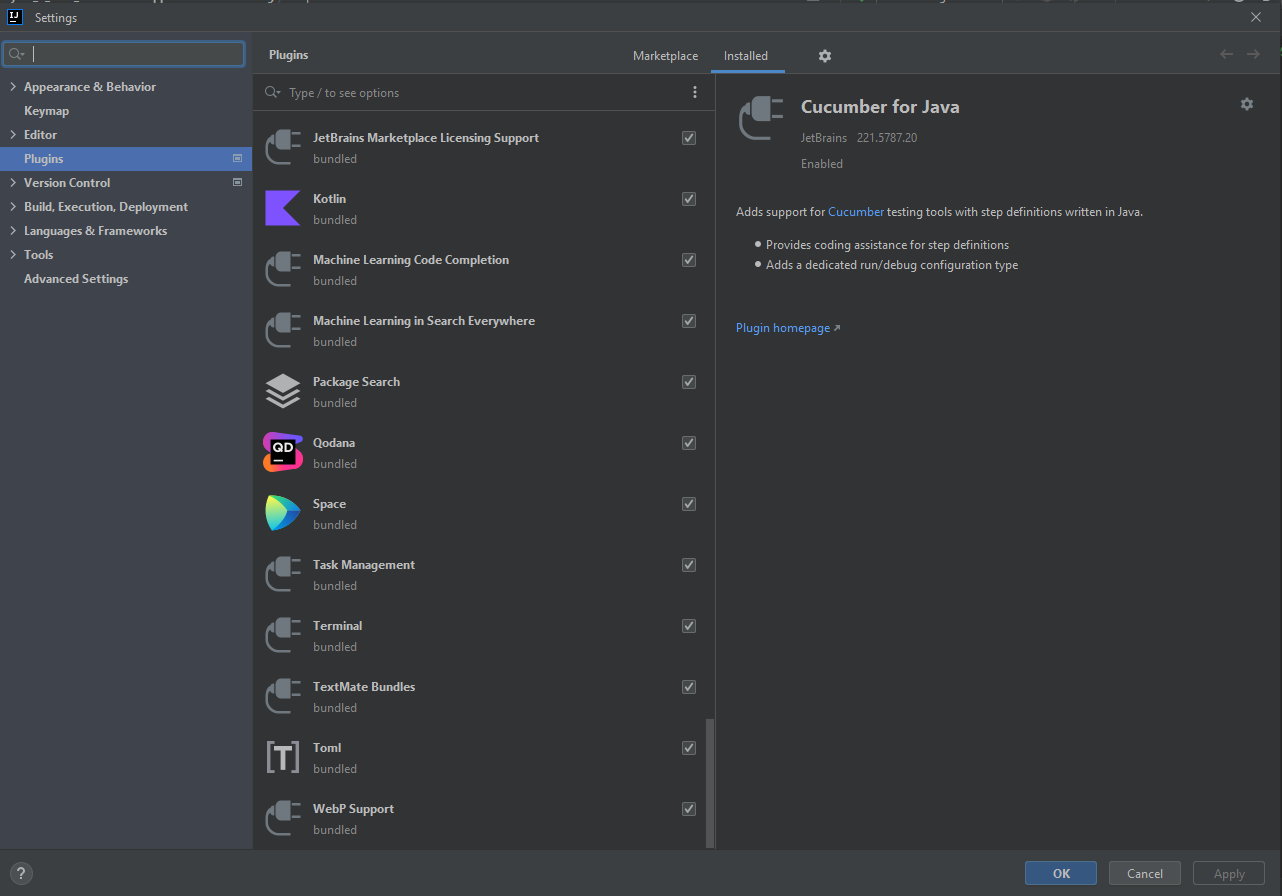 Settings
Plugins
Marketplace
Installed
Appearance & Behavior
Keymap
Editor
Plugins
Version Control
Build, Execution, Deployment
Languages & Frameworks
Tools
Advanced Settings
Type / to see options
JetBrains Marketplace Licensing Support
bundled
Kotlin
bundled
Machine Learning Code Completion
bundled
Machine Learning in Search Everywhere
bundled
Package Search
bundled
QD
Qodana
bundled
Space
bundled
Task Management
bundled
Terminal
bundled
TextMate Bundles
bundled
[T]
Toml
bundled
WebP Support
bundled
Cucumber for Java
JetBrains 221.5787.20
Enabled
Adds support for Cucumber testing tools with step definitions written in Java.
Provides coding assistance for step definitions
Adds a dedicated run/debug configuration type
Plugin homepage
?
OK
Cancel
Apply